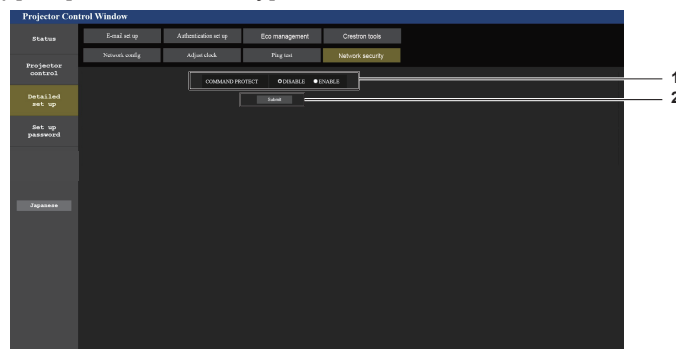 Projector Control Window
Status
E-mail set up
Authentication set up
Eco management
Crestron tools
Network config
Adjust clock
Ping test
Network security
Projector
control
COMMAND PROTECT
DISABLE
ENABLE
1
Submit
2
Detailed
set up
Set up
password
Japanese